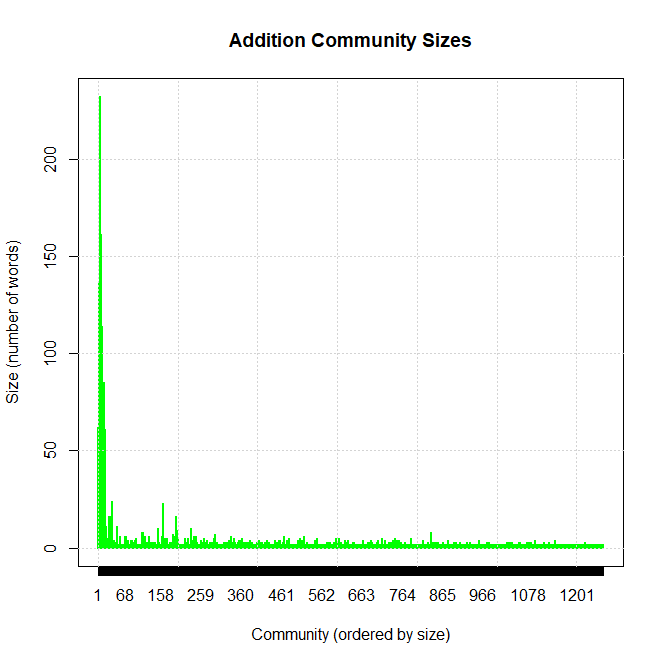 Addition Community Sizes
Size (number of words)
200
150
100
50
0
1 68 158 259 360 461 562 663 764 865 966 1078 1201
Community (ordered by size)